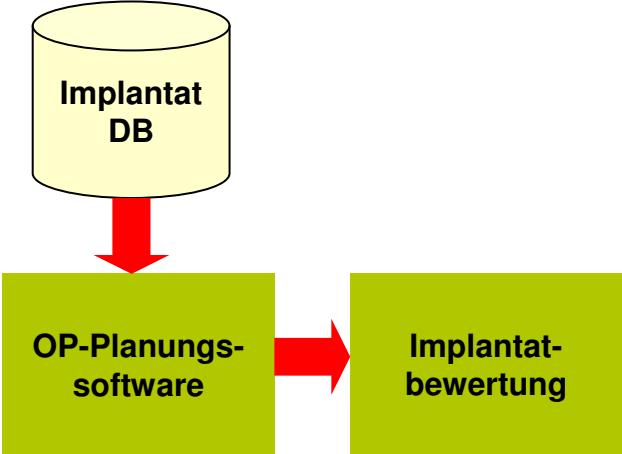 Implantat
DB
OP-Planungs-
software
Implantat-
bewertung